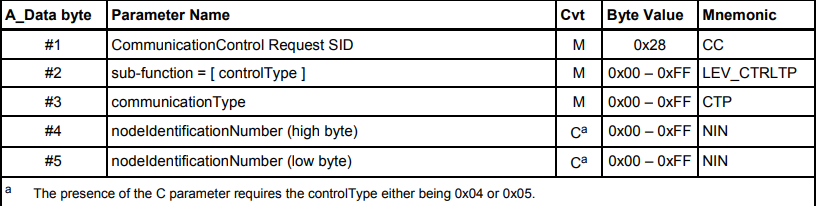 A_Data byte Parameter Name Cvt Byte Value Mnemonic
#1 CommunicationControl Request SID M 0x28 CC
#2 sub-function = [ controlType ] M 0x00 – 0xFF LEV_CTRLTP
#3 communicationType M 0x00 – 0xFF CTP
#4 nodeIdentificationNumber (high byte) Ca 0x00 – 0xFF NIN
#5 nodeIdentificationNumber (low byte) Ca 0x00 – 0xFF NIN
a The presence of the C parameter requires the controlType either being 0x04 or 0x05.